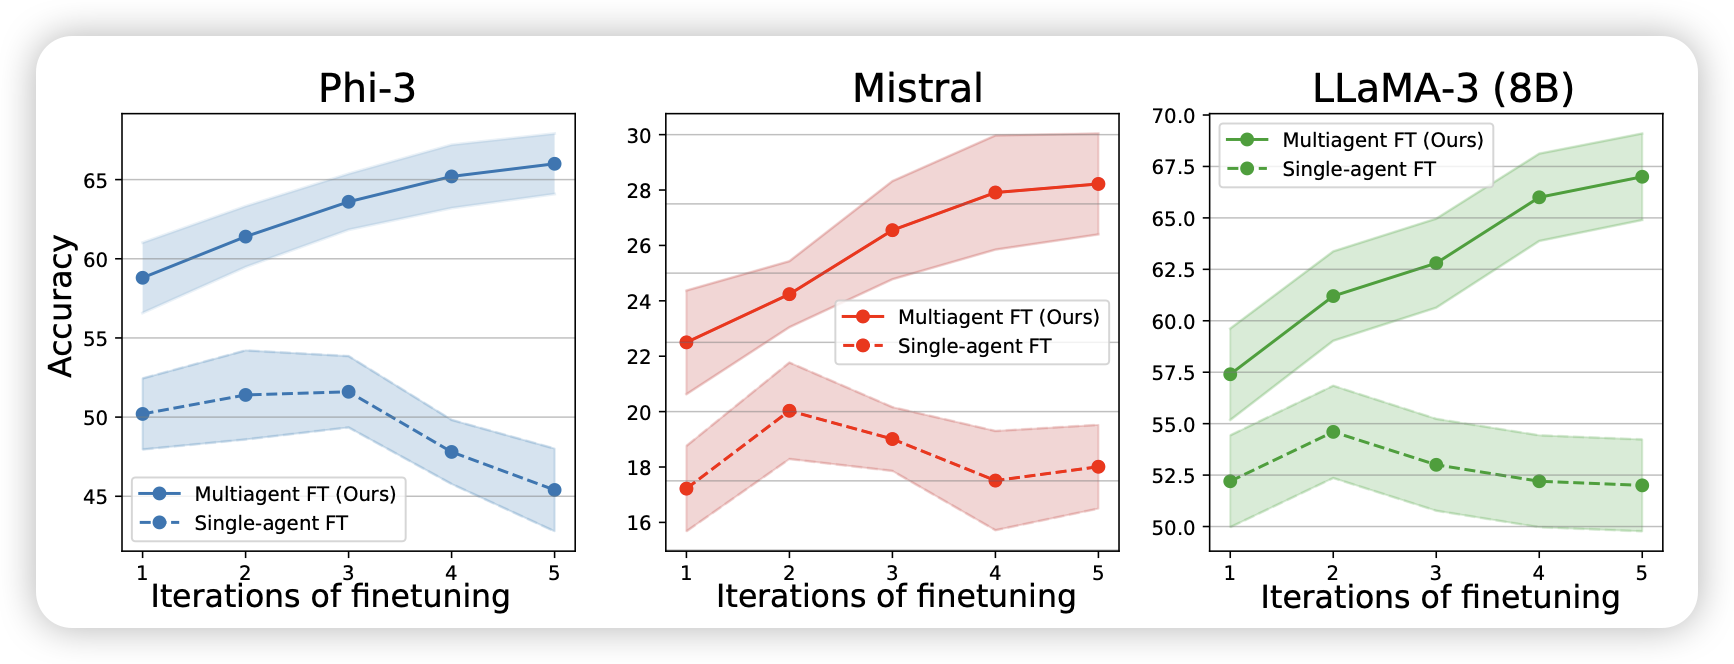 Phi-3
Accuracy
65
60
55
50
45
Multiagent FT (Ours)
Single-agent FT
1 2 3 4 5
Iterations of finetuning
Mistral
30
28
26
24
22
20
18
16
Multiagent FT (Ours)
Single-agent FT
1 2 3 4 5
Iterations of finetuning
LLaMA-3 (8B)
70.0
67.5
65.0
62.5
60.0
57.5
55.0
52.5
50.0
Multiagent FT (Ours)
Single-agent FT
1 2 3 4 5
Iterations of finetuning